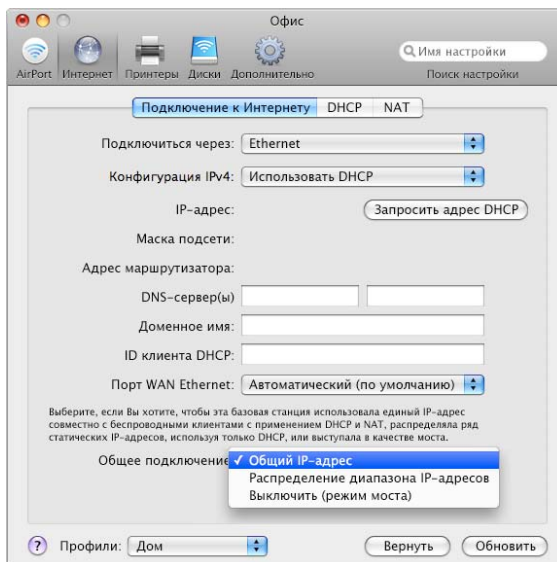 Офис
Имя настройки
AirPort Интернет Принтеры Диски Дополнительно Поиск настройки
Подключение к Интернету DHCP NAT
Подключиться через: Ethernet
Конфигурация IPv4: Использовать DHCP
IP-адрес: Запросить адрес DHCP
Маска подсети:
Адрес маршрутизатора:
DNS-сервер(ы)
Доменное имя:
ID клиента DHCP:
Порт WAN Ethernet: Автоматический (по умолчанию)
Выберите, если Вы хотите, чтобы эта базовая станция использовала единый IP-адрес
совместно с беспроводными клиентами с применением DHCP и NAT, распределяла ряд
статических IP-адресов, используя только DHCP, или выступала в качестве моста.
Общее подключение ✓ Общий IP-адрес
Распределение диапазона IP-адресов
Выключить (режим моста)
? Профили: Дом Вернуть Обновить